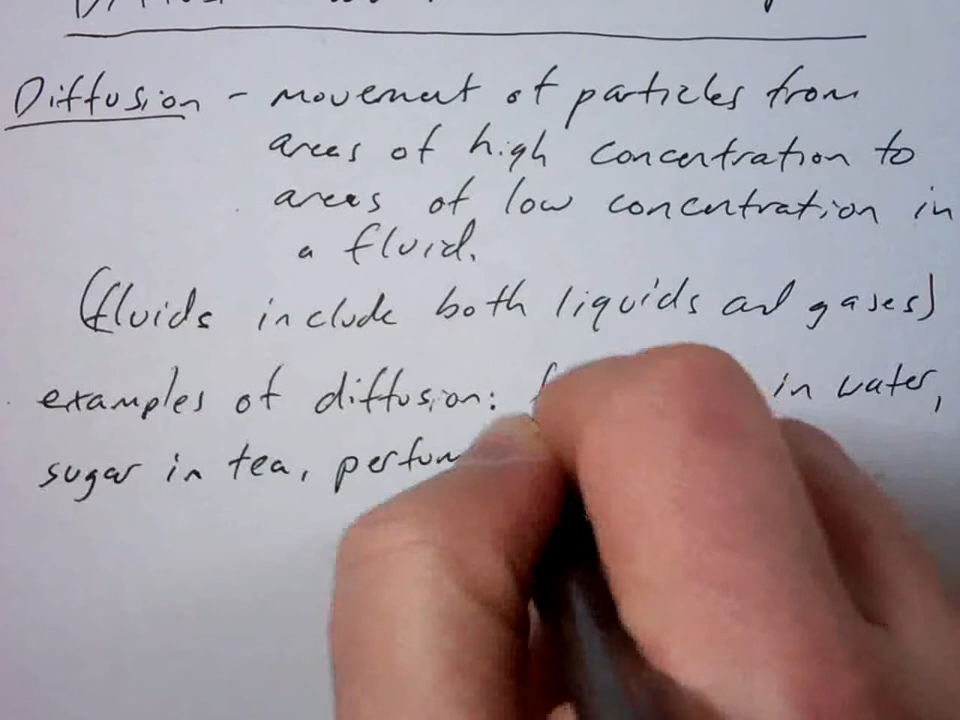 Diffusion - movement of particles from
areas of high concentration to
areas of low concentration in
a fluid.
(fluids include both liquids and gases)
examples of diffusion: in water,
sugar in tea,